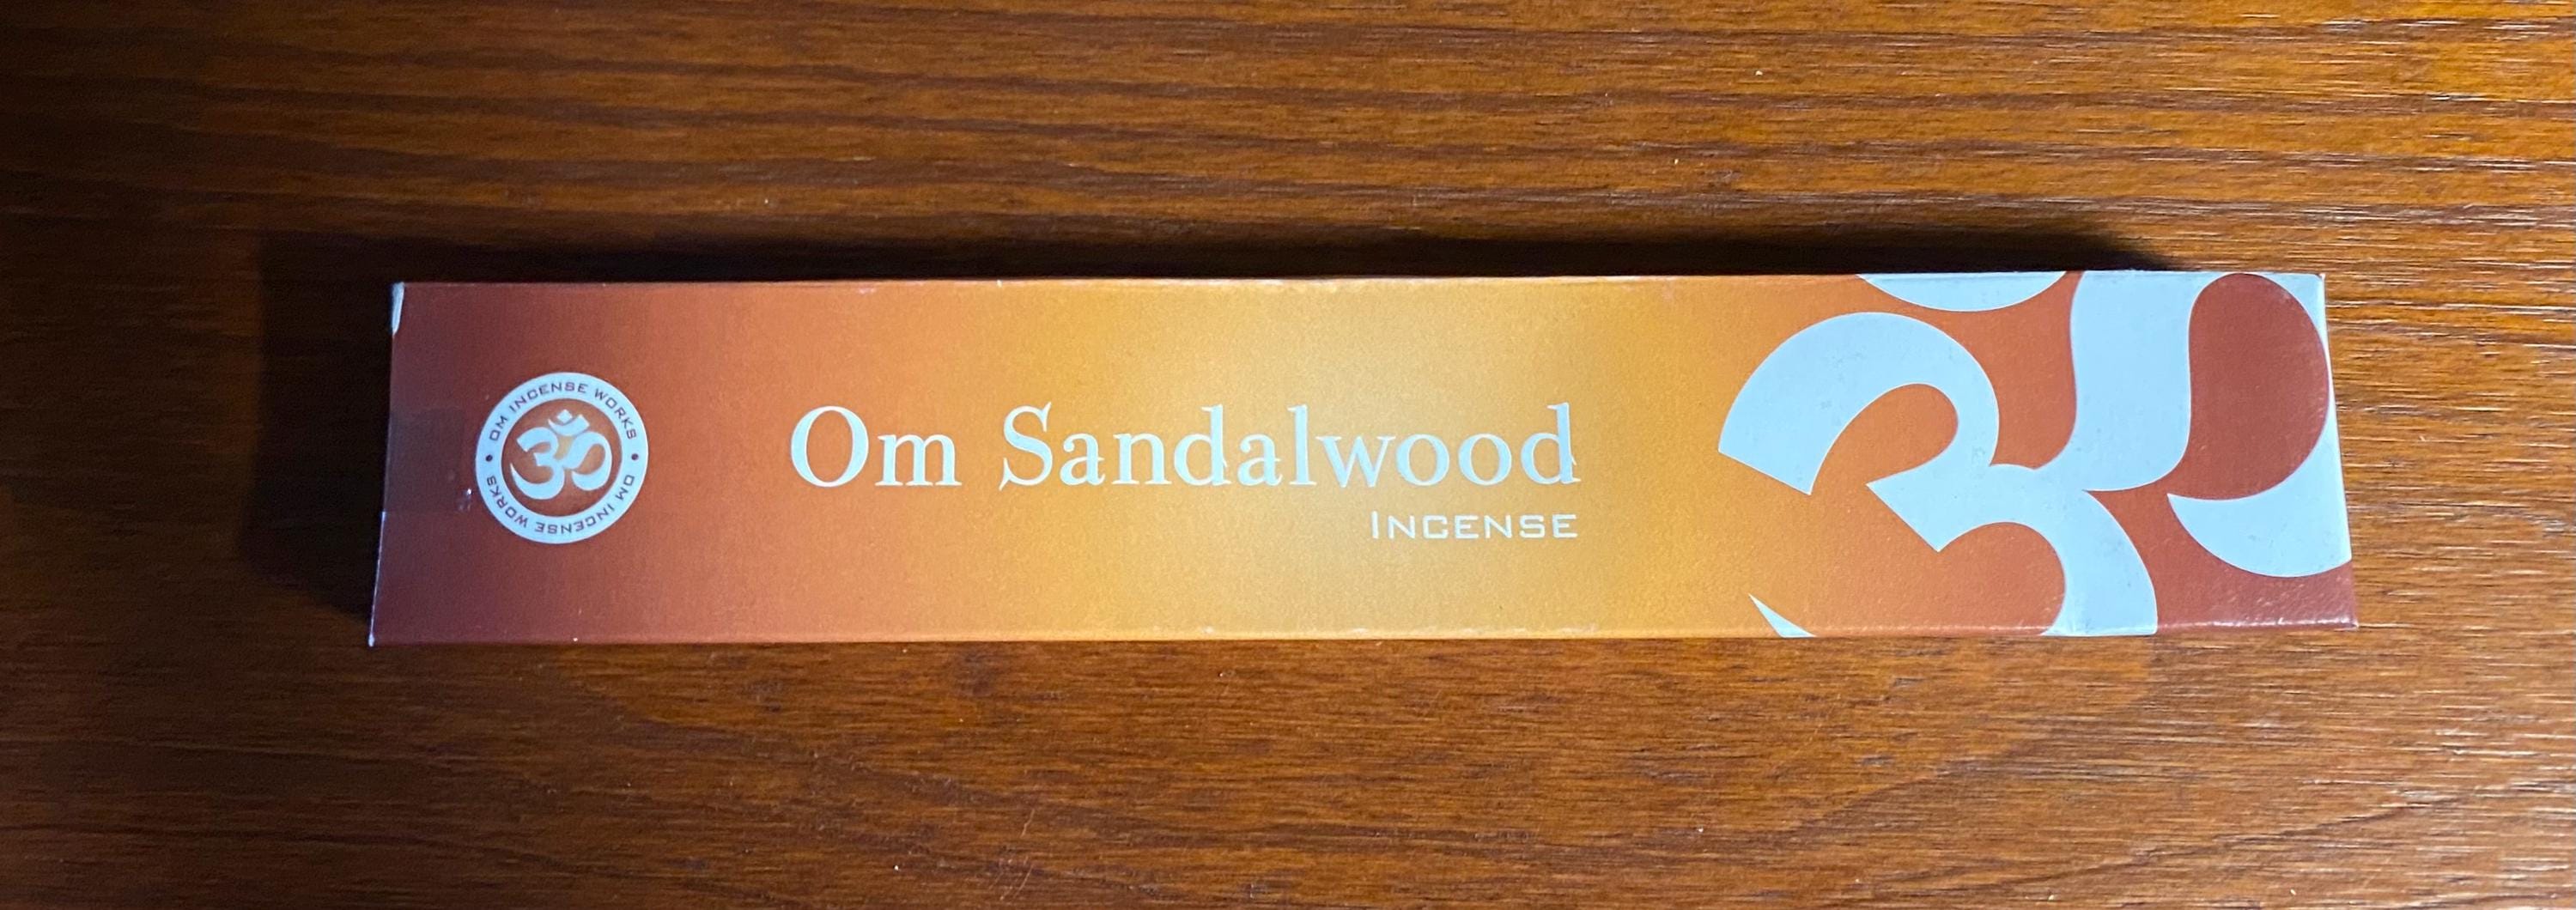 OM INCENSE WORKS • OM INCENSE WORKS •
ॐ
Om Sandalwood
INCENSE
ॐ